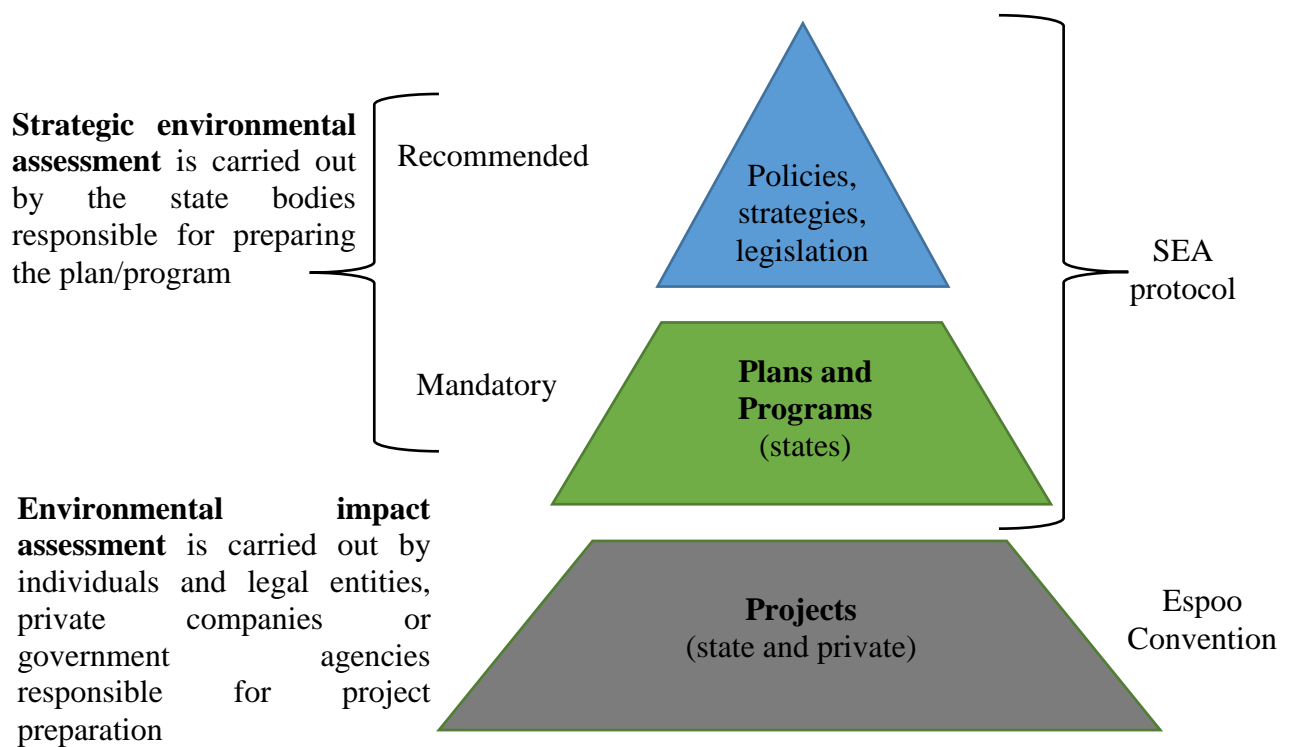 Strategic environmental
assessment is carried out
by the state bodies
responsible for preparing
the plan/program
Recommended
Mandatory
Policies,
strategies,
legislation
SEA
protocol
Plans and
Programs
(states)
Environmental impact
assessment is carried out by
individuals and legal entities,
private companies or
government agencies
responsible for project
preparation
Projects
(state and private)
Espoo
Convention